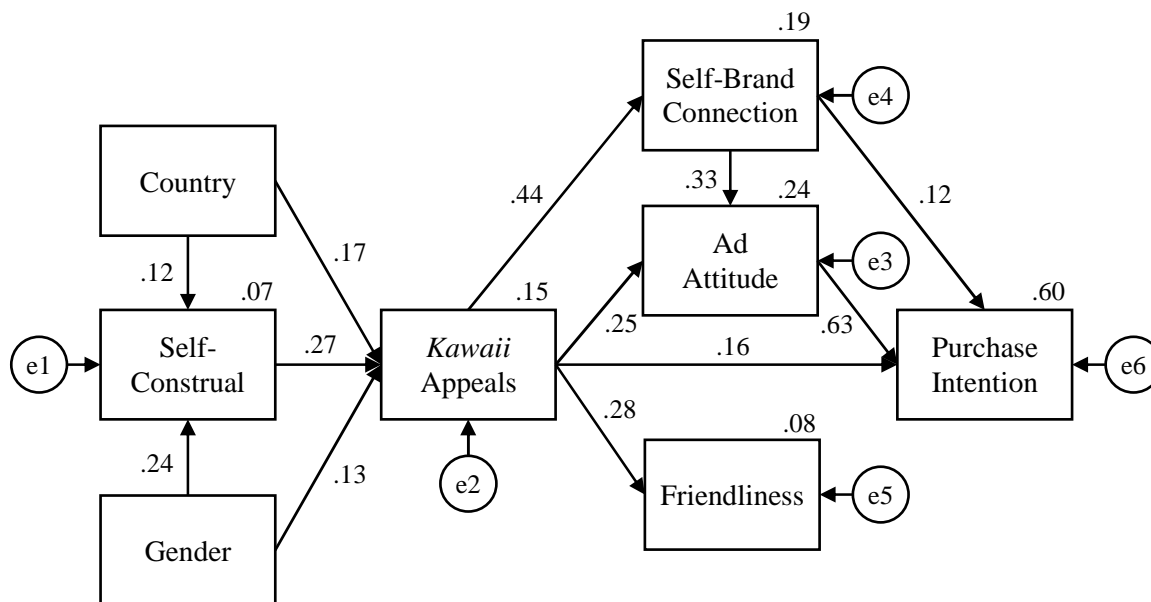 .19
Self-Brand
Connection
e4
Country
.33
.24
.44
.12
Ad
Attitude
e3
.17
.12
.07
.15
.25
.63
.60
e1
Self-
Construal
.27
Kawaii
Appeals
.16
Purchase
Intention
e6
.28
.08
.24
.13
e2
Friendliness
e5
Gender